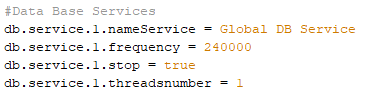 #Data Base Services
db.service.1.nameService = Global DB Service
db.service.1.frequency = 240000
db.service.1.stop = true
db.service.1.threadsnumber = 1